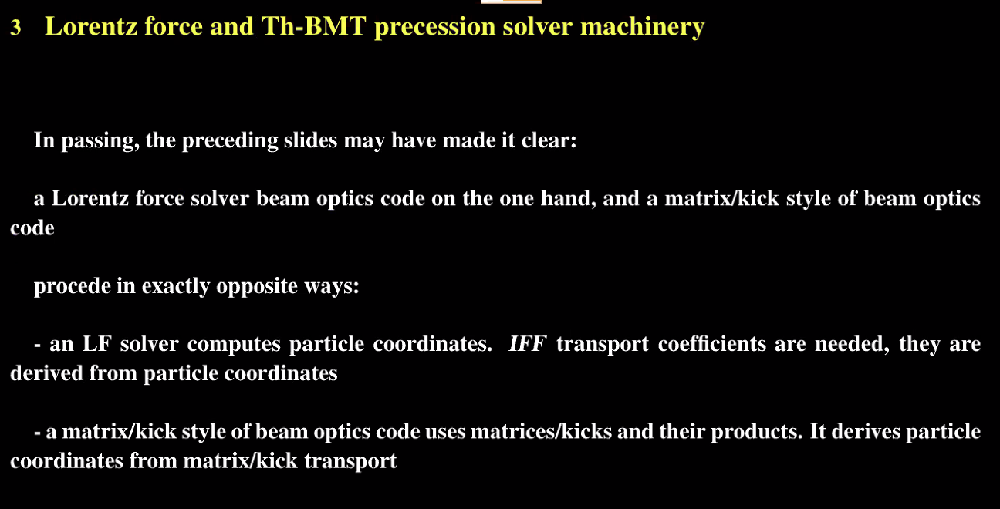 3 Lorentz force and Th-BMT precession solver machinery
In passing, the preceding slides may have made it clear:
a Lorentz force solver beam optics code on the one hand, and a matrix/kick style of beam optics
code
procede in exactly opposite ways:
- an LF solver computes particle coordinates. IFF transport coefficients are needed, they are
derived from particle coordinates
- a matrix/kick style of beam optics code uses matrices/kicks and their products. It derives particle
coordinates from matrix/kick transport